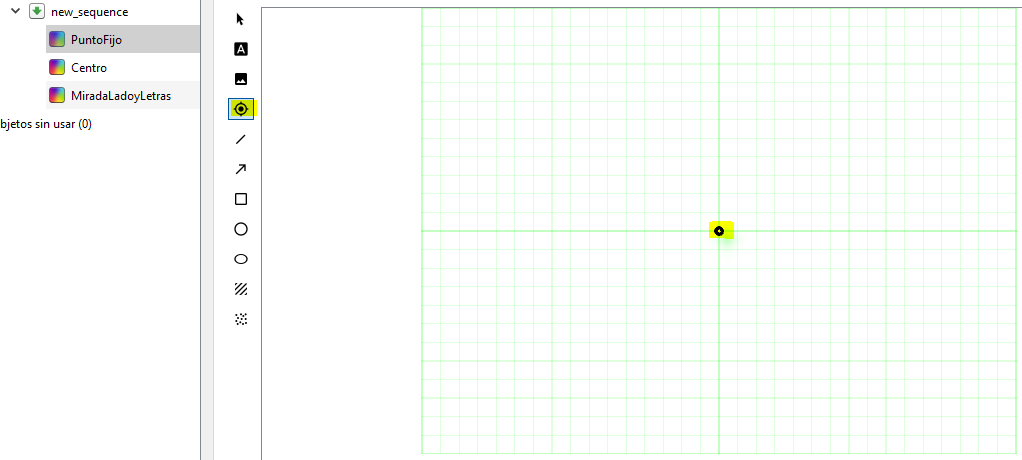 new_sequence
PuntoFijo
Centro
MiradaLadoyLetras
bjetos sin usar (0)
A